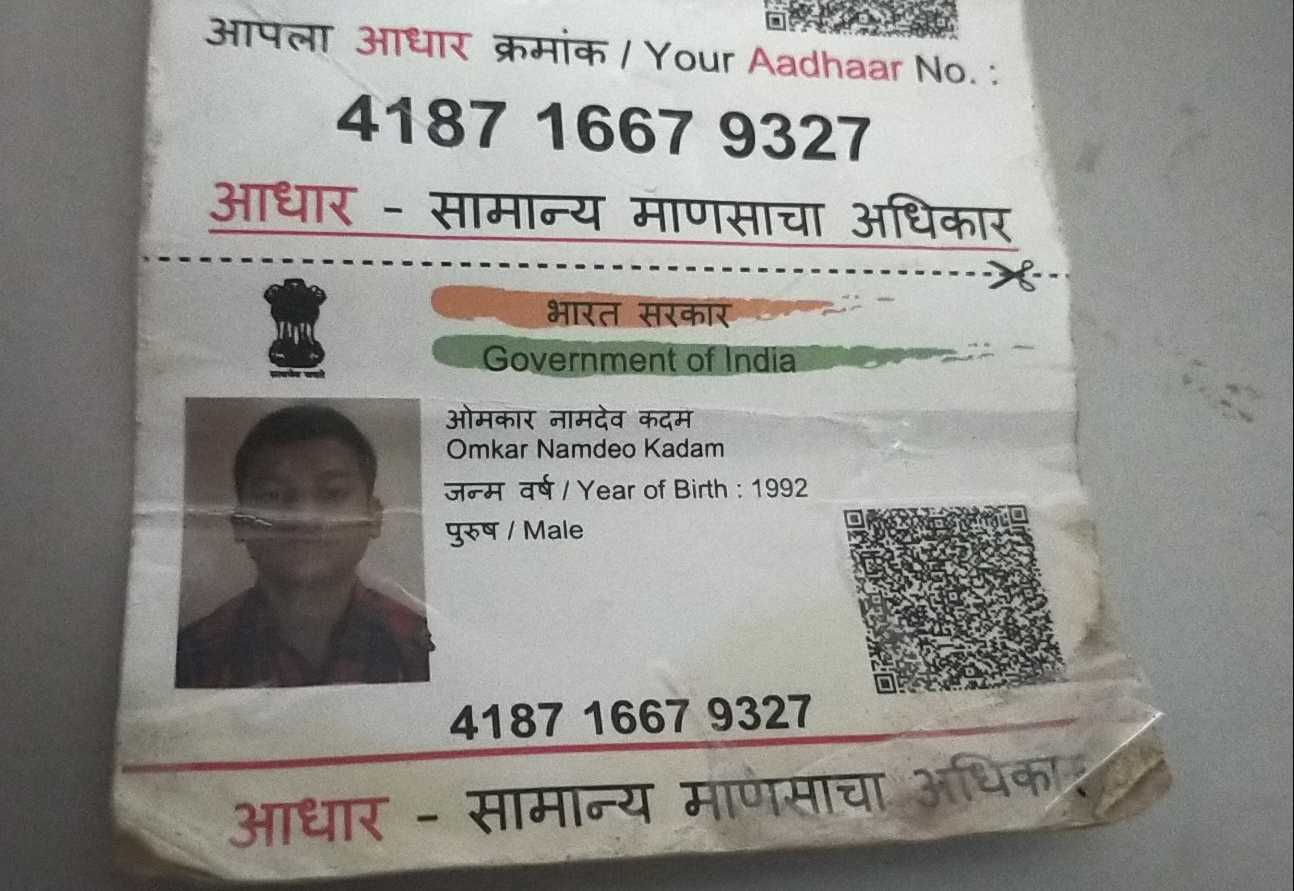 आपला आधार क्रमांक / Your Aadhaar No. :
4187 1667 9327
आधार - सामान्य माणसाचा अधिकार
भारत सरकार
Government of India
ओमकार नामदेव कदम
Omkar Namdeo Kadam
जन्म वर्ष / Year of Birth : 1992
पुरुष / Male
4187 1667 9327
आधार - सामान्य माणसाचा अधिकार